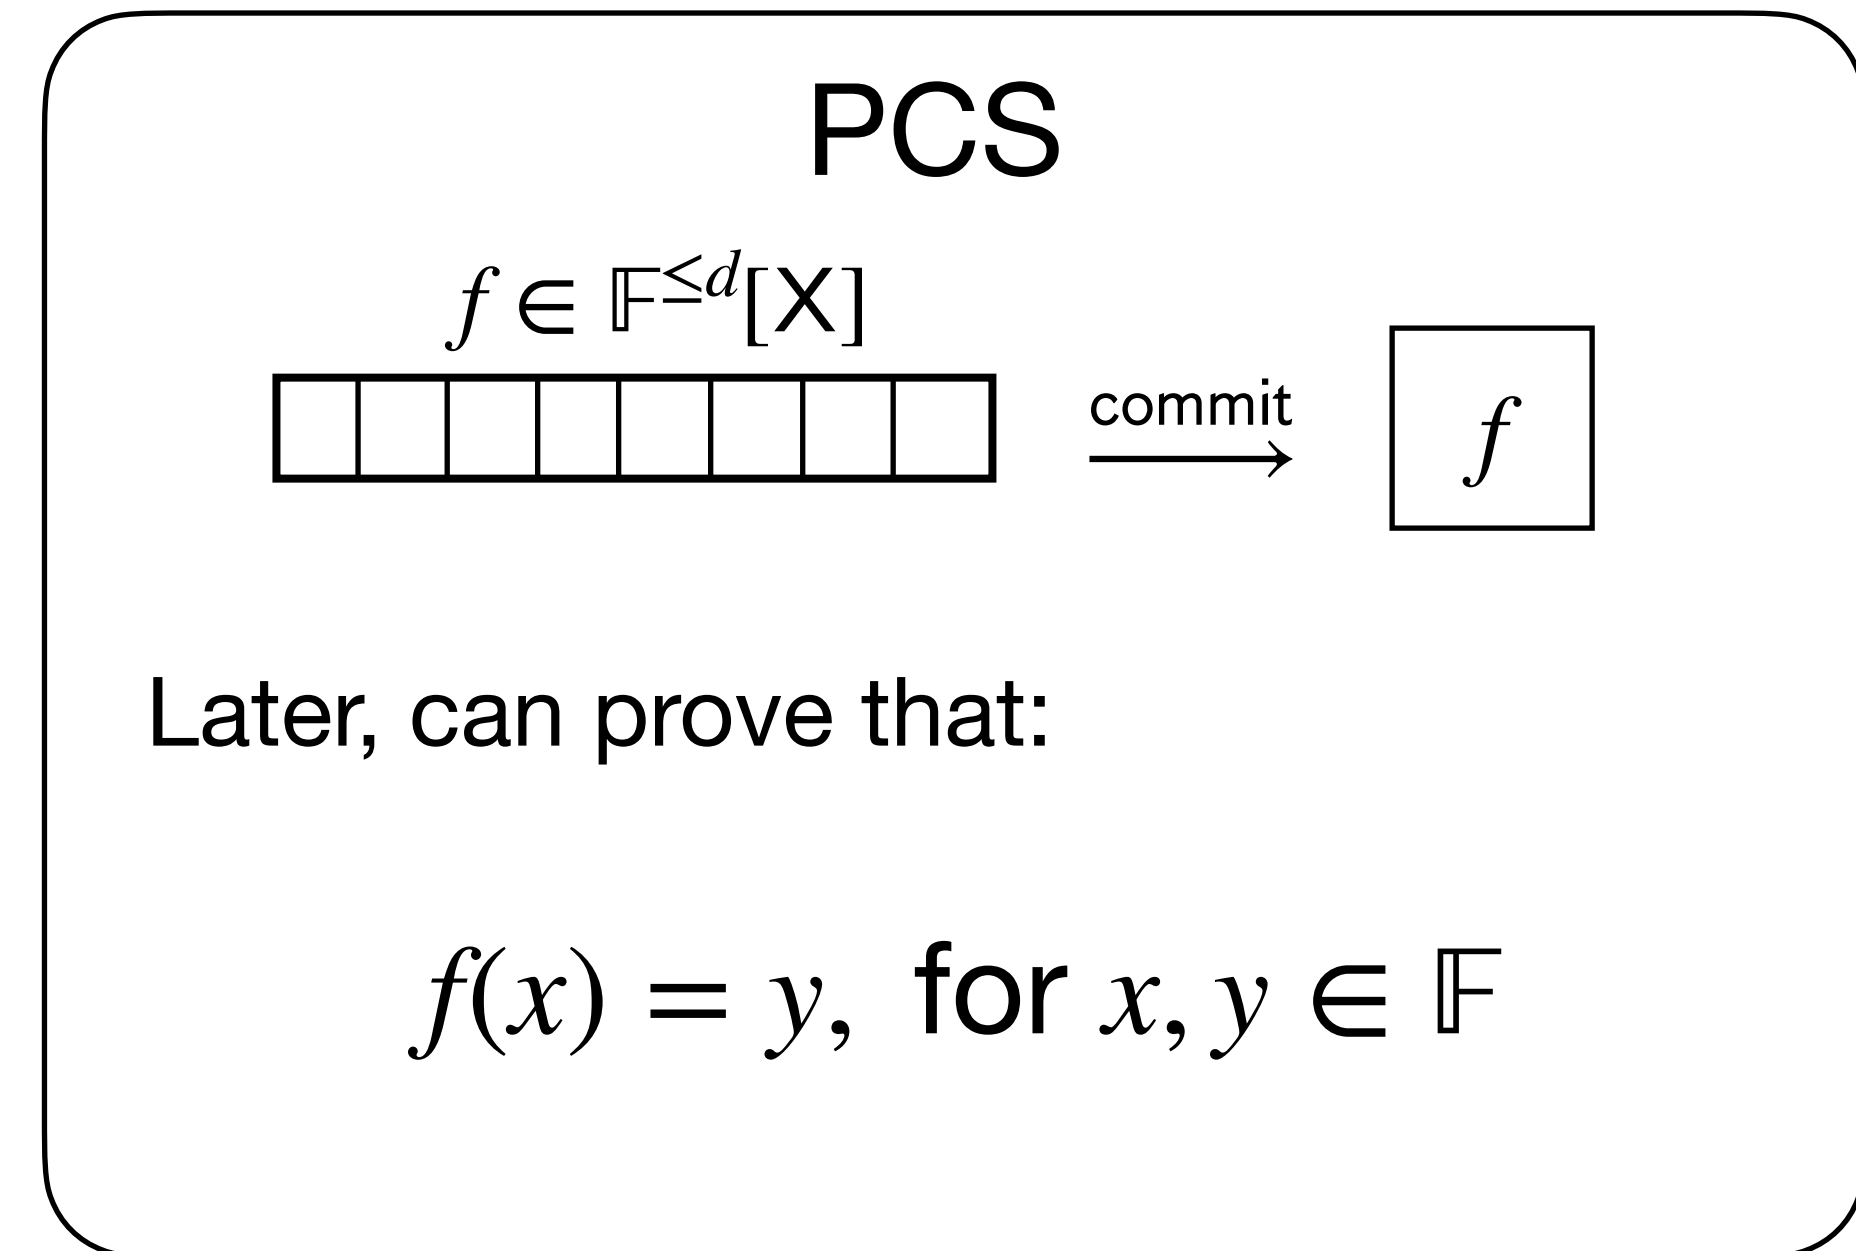 PCS
f ∈ 𝔽^≤d[X]
commit
f
Later, can prove that:
f(x) = y, for x, y ∈ 𝔽